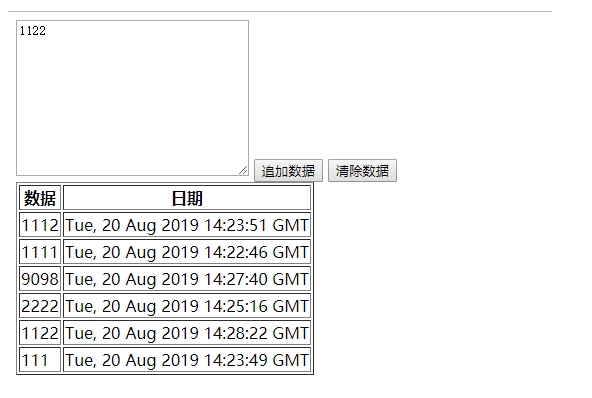 1122
追加数据 清除数据
数据 日期
1112 Tue, 20 Aug 2019 14:23:51 GMT
1111 Tue, 20 Aug 2019 14:22:46 GMT
9098 Tue, 20 Aug 2019 14:27:40 GMT
2222 Tue, 20 Aug 2019 14:25:16 GMT
1122 Tue, 20 Aug 2019 14:28:22 GMT
111 Tue, 20 Aug 2019 14:23:49 GMT